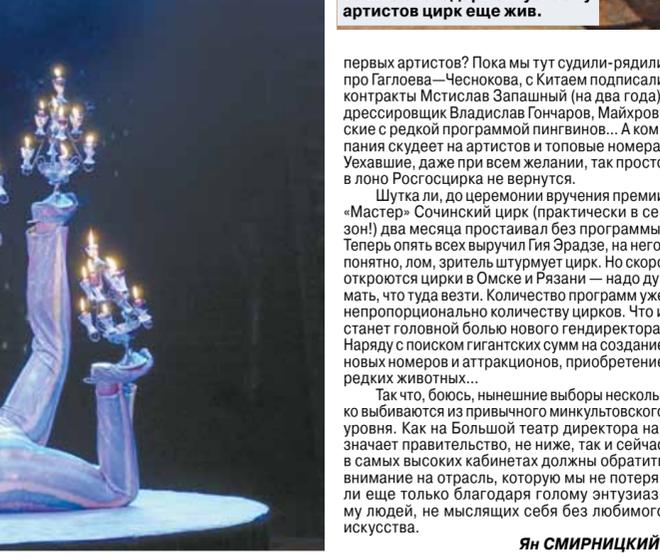 артистов цирк еще жив.
первых артистов? Пока мы тут судили-рядили
про Гаглоева—Чеснокова, с Китаем подписали
контракты Мстислав Запашный (на два года),
дрессировщик Владислав Гончаров, Майхров-
ские с редкой программой пингвинов... А ком-
пания скудеет на артистов и топовые номера.
Уехавшие, даже при всем желании, так просто
в лоно Росгосцирка не вернутся.
Шутка ли, до церемонии вручения премии
«Мастер» Сочинский цирк (практически в се-
зон!) два месяца простаивал без программы.
Теперь опять всех выручил Гия Эрадзе, на него,
понятно, лом, зритель штурмует цирк. Но скоро
откроются цирки в Омске и Рязани — надо ду-
мать, что туда везти. Количество программ уже
непропорционально количеству цирков. Что и
станет головной болью нового гендиректора.
Наряду с поиском гигантских сумм на создание
новых номеров и аттракционов, приобретение
редких животных...
Так что, боюсь, нынешние выборы несколь-
ко выбиваются из привычного минкультовского
уровня. Как на Большой театр директора на-
значает правительство, не ниже, так и сейчас
в самых высоких кабинетах должны обратить
внимание на отрасль, которую мы не потеря-
ли еще только благодаря голому энтузиаз-
му людей, не мыслящих себя без любимого
искусства.
Ян СМИРНИЦКИЙ